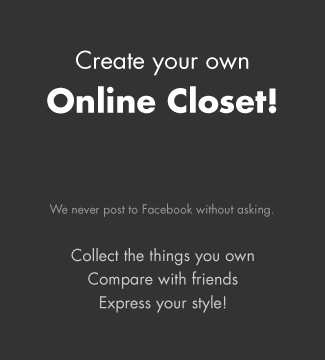 Create your own
Online Closet!
We never post to Facebook without asking.
Collect the things you own
Compare with friends
Express your style!